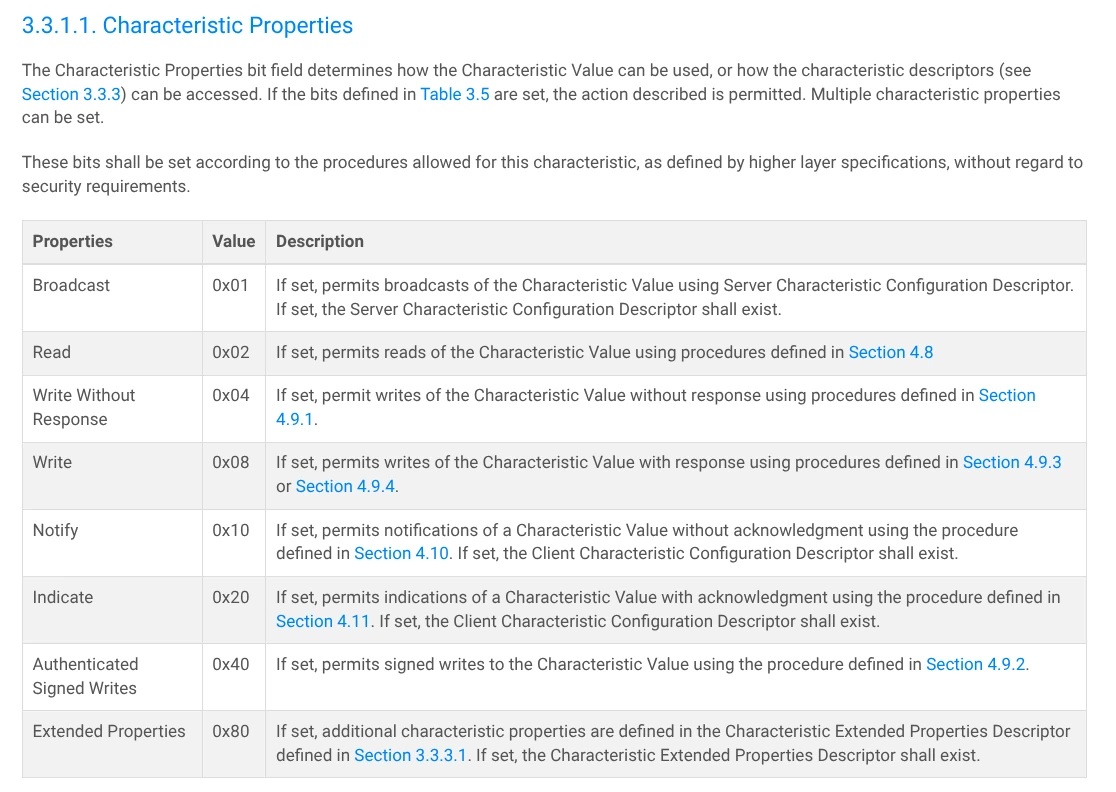 3.3.1.1. Characteristic Properties
The Characteristic Properties bit field determines how the Characteristic Value can be used, or how the characteristic descriptors (see
Section 3.3.3) can be accessed. If the bits defined in Table 3.5 are set, the action described is permitted. Multiple characteristic properties
can be set.
These bits shall be set according to the procedures allowed for this characteristic, as defined by higher layer specifications, without regard to
security requirements.
Properties Value Description
Broadcast 0x01 If set, permits broadcasts of the Characteristic Value using Server Characteristic Configuration Descriptor.
If set, the Server Characteristic Configuration Descriptor shall exist.
Read 0x02 If set, permits reads of the Characteristic Value using procedures defined in Section 4.8
Write Without 0x04 If set, permit writes of the Characteristic Value without response using procedures defined in Section
Response 4.9.1.
Write 0x08 If set, permits writes of the Characteristic Value with response using procedures defined in Section 4.9.3
or Section 4.9.4.
Notify 0x10 If set, permits notifications of a Characteristic Value without acknowledgment using the procedure
defined in Section 4.10. If set, the Client Characteristic Configuration Descriptor shall exist.
Indicate 0x20 If set, permits indications of a Characteristic Value with acknowledgment using the procedure defined in
Section 4.11. If set, the Client Characteristic Configuration Descriptor shall exist.
Authenticated 0x40 If set, permits signed writes to the Characteristic Value using the procedure defined in Section 4.9.2.
Signed Writes
Extended Properties 0x80 If set, additional characteristic properties are defined in the Characteristic Extended Properties Descriptor
defined in Section 3.3.3.1. If set, the Characteristic Extended Properties Descriptor shall exist.